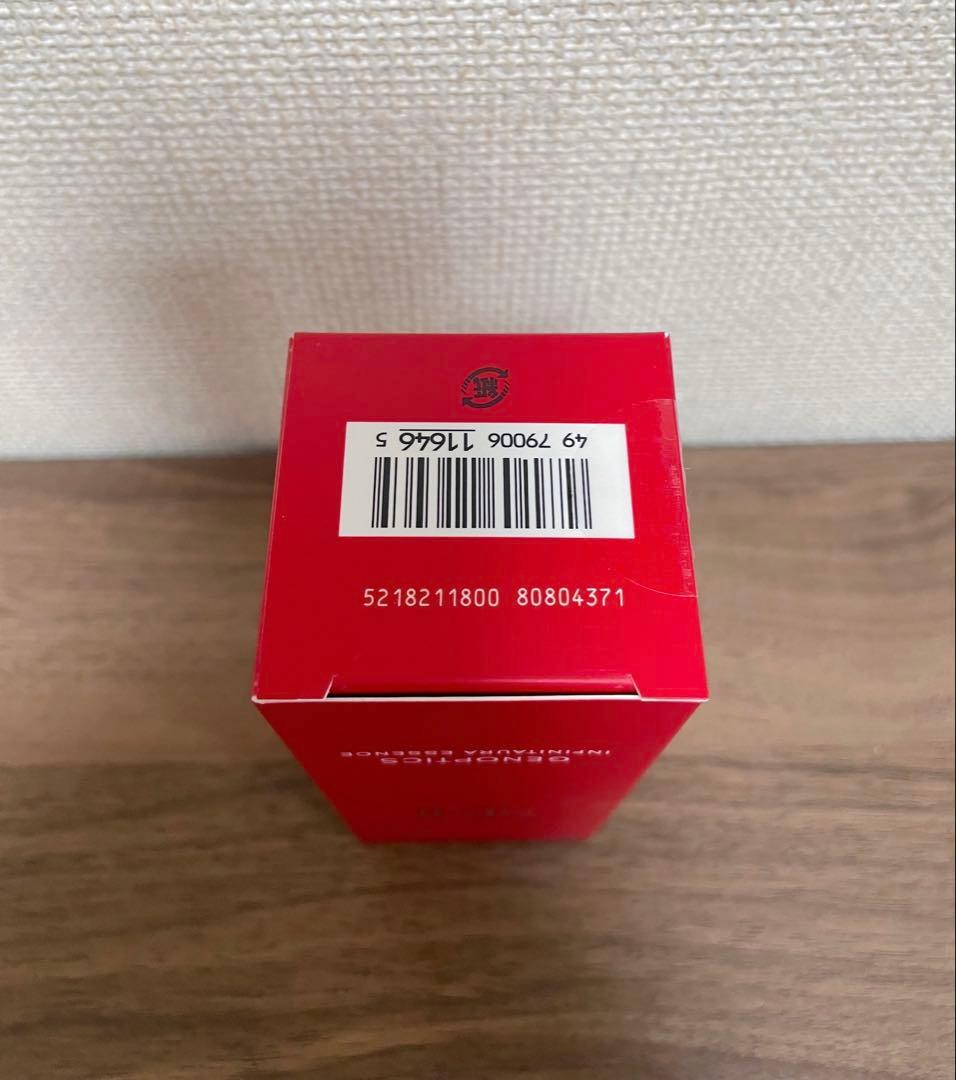 49 79006 11646 5
5218211800 80804371
GENOPTICS
INFINITAURA ESSENCE